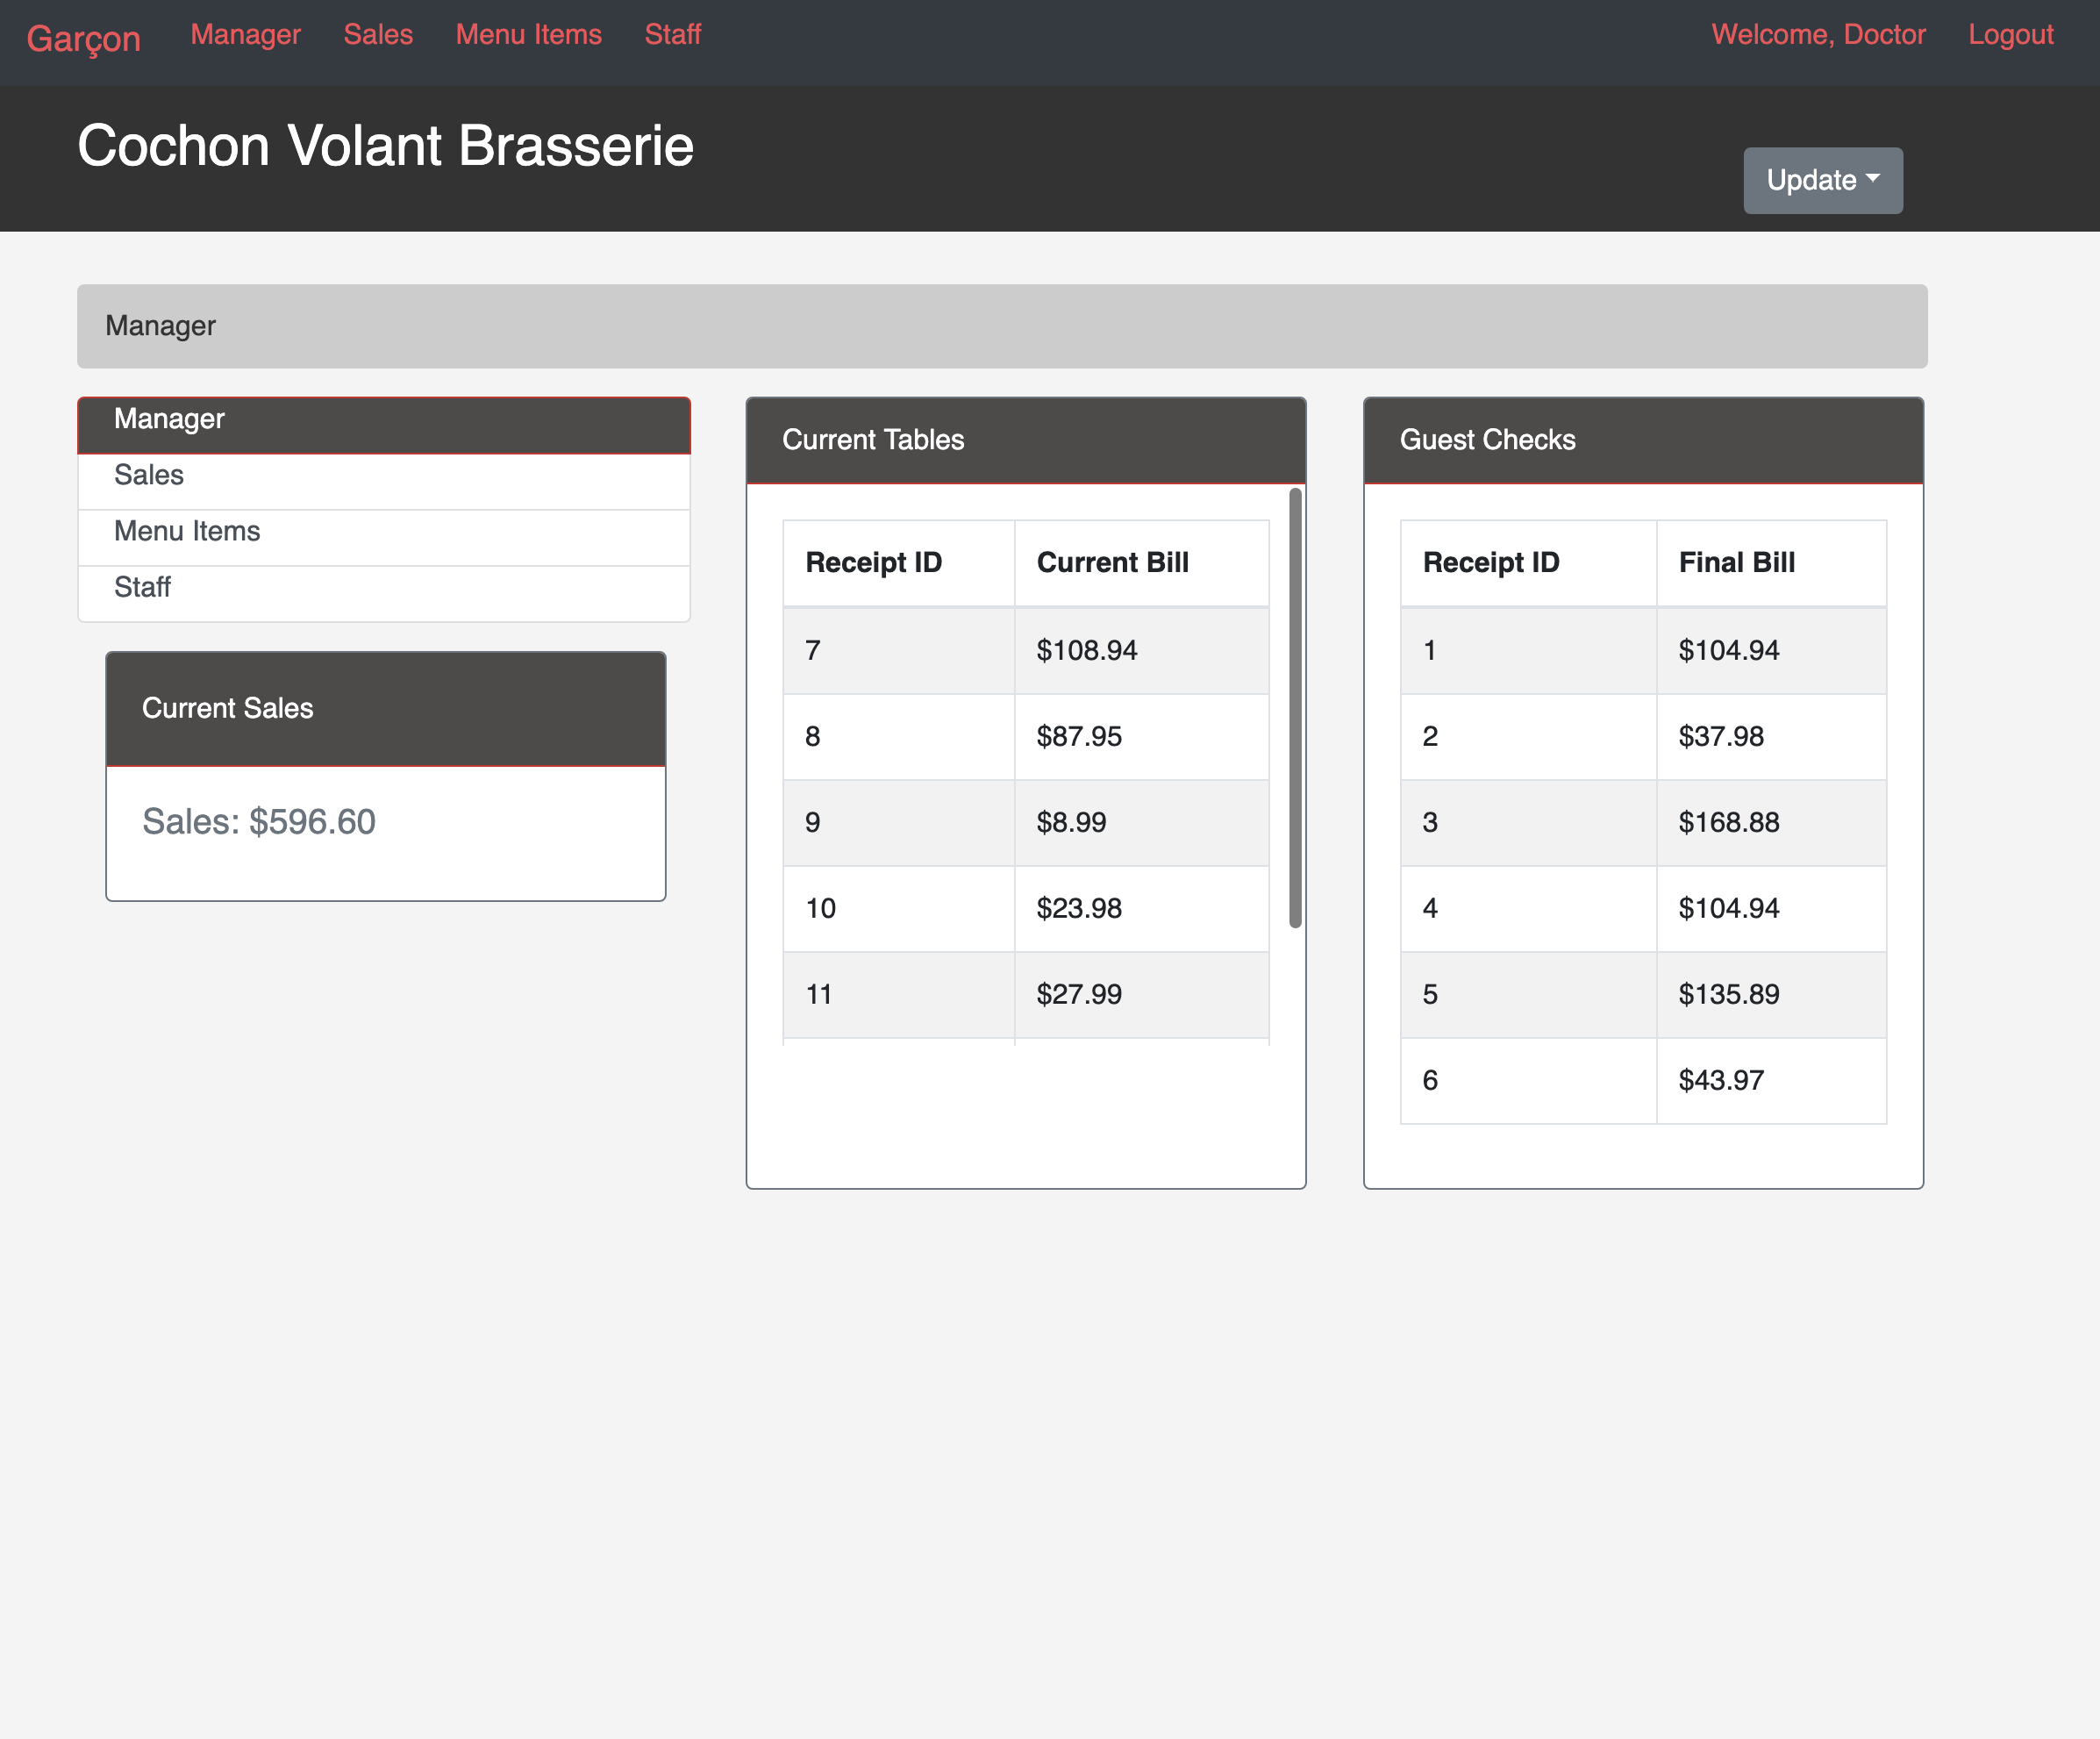 Garçon Manager Sales Menu Items Staff Welcome, Doctor Logout
Cochon Volant Brasserie
Update
Manager
Manager
Sales
Menu Items
Staff
Current Sales
Sales: $596.60
Current Tables
Receipt ID Current Bill
7 $108.94
8 $87.95
9 $8.99
10 $23.98
11 $27.99
Guest Checks
Receipt ID Final Bill
1 $104.94
2 $37.98
3 $168.88
4 $104.94
5 $135.89
6 $43.97